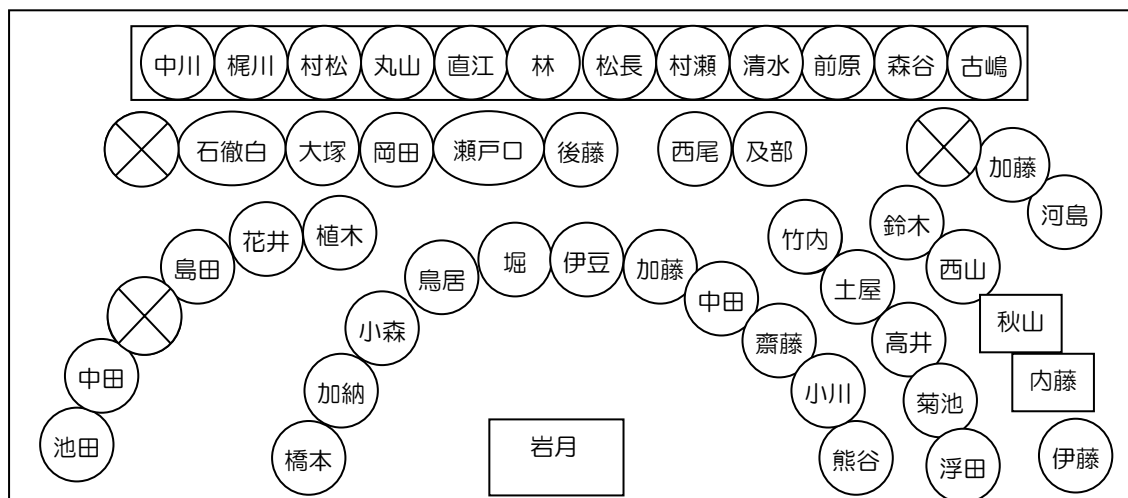 中川 梶川 村松 丸山 直江 林 松長 村瀬 清水 前原 森谷 古嶋
石徹白 大塚 岡田 瀬戸口 後藤 西尾 及部 加藤
河島
花井 植木 竹内 鈴木
島田 鳥居 堀 伊豆 加藤 土屋 西山
中田 小森 中田 齋藤 高井 秋山
池田 加納 小川 菊池 内藤
橋本 岩月 熊谷 浮田 伊藤